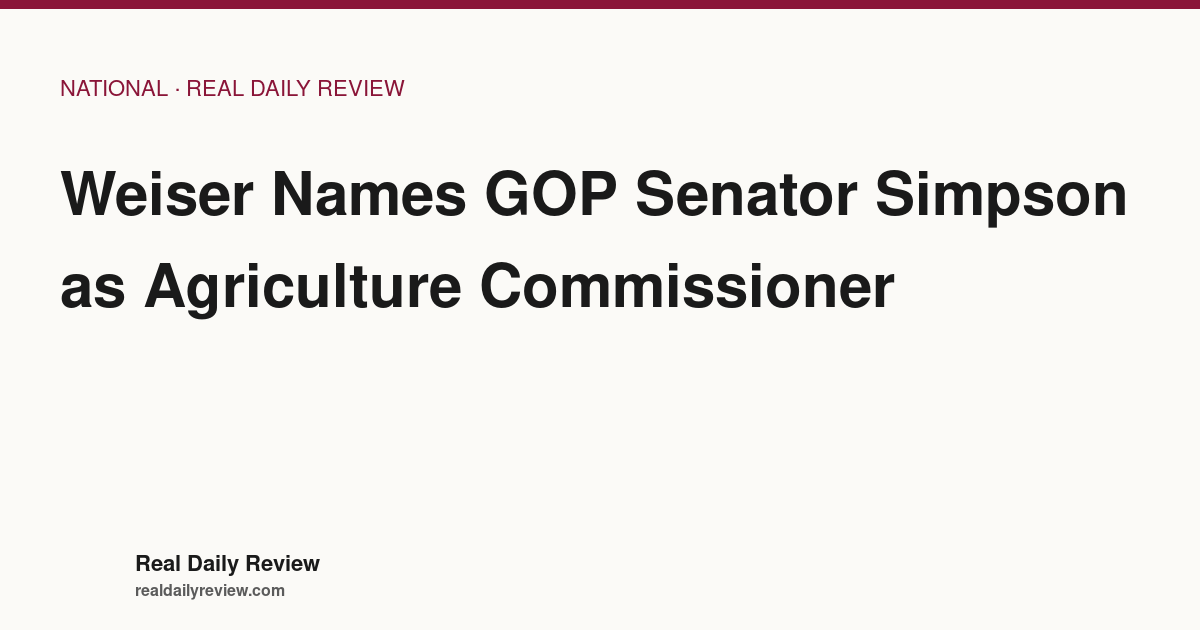 NATIONAL · REAL DAILY REVIEW
Weiser Names GOP Senator Simpson
as Agriculture Commissioner
Real Daily Review
realdailyreview.com